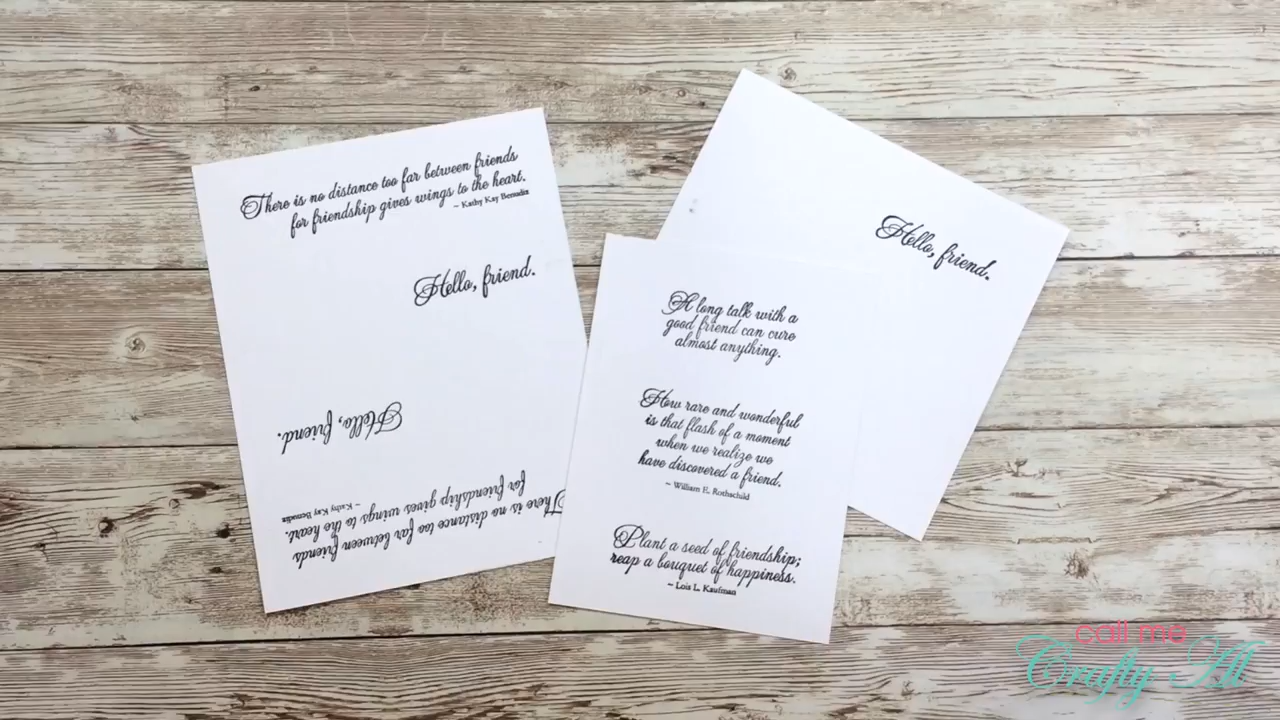 There is no distance too far between friends
for friendship gives wings to the heart.
~ Kathy Kay Benudiz
Hello, friend.
Hello, friend.
There is no distance too far between friends
for friendship gives wings to the heart.
~ Kathy Kay Benudiz
Hello, friend.
A long talk with a
good friend can cure
almost anything.
How rare and wonderful
is that flash of a moment
when we realize we
have discovered a friend.
~ William E. Rothschild
Plant a seed of friendship;
reap a bouquet of happiness.
~ Lois L. Kaufman
call me
Crafty Al